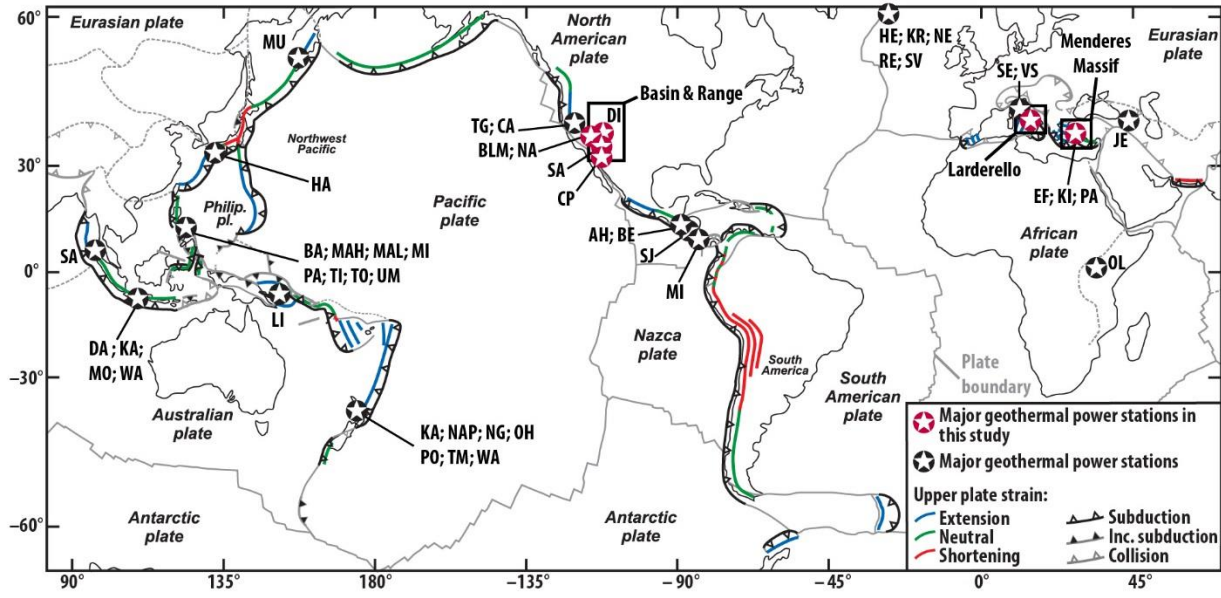 Eurasian plate
MU
North
American
plate
HE; KR; NE
RE; SV
Menderes
Massif
Eurasian
plate
SE; VS
Basin & Range
DI
TG; CA
BLM; NA
SA
CP
Northwest
Pacific
HA
Larderello
JE
EF; KI; PA
Philip.
pl.
Pacific
plate
SA
BA; MAH; MAL; MI
PA; TI; TO; UM
AH; BE
SJ
MI
African
plate
OL
LI
DA; KA;
MO; WA
Nazca
plate
South
America
Plate
boundary
South
American
plate
Australian
plate
KA; NAP; NG; OH
PO; TM; WA
Antarctic
plate
Antarctic
plate
Major geothermal power stations in
this study
Major geothermal power stations
Upper plate strain:
Extension
Neutral
Shortening
Subduction
Inc. subduction
Collision
60°
30°
0°
−30°
−60°
90° 135° 180° −135° −90° −45° 0° 45°